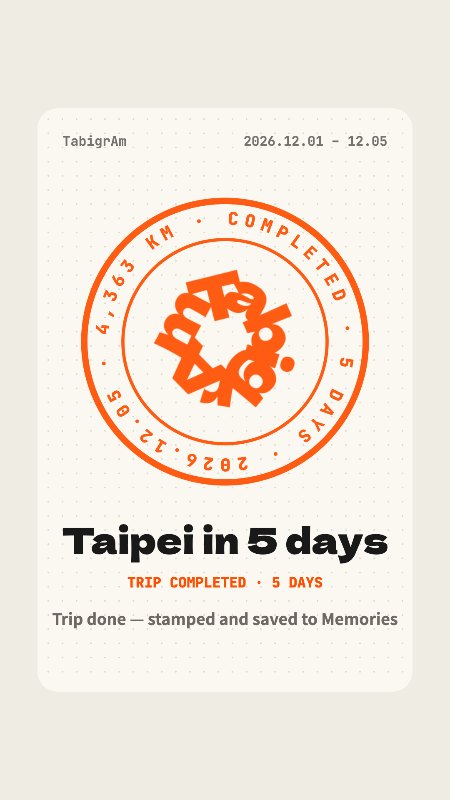 TabigrAm
2026.12.01 – 12.05
COMPLETED · 5 DAYS · 2026.12.05 · 4,363 KM ·
Taipei in 5 days
TRIP COMPLETED · 5 DAYS
Trip done — stamped and saved to Memories